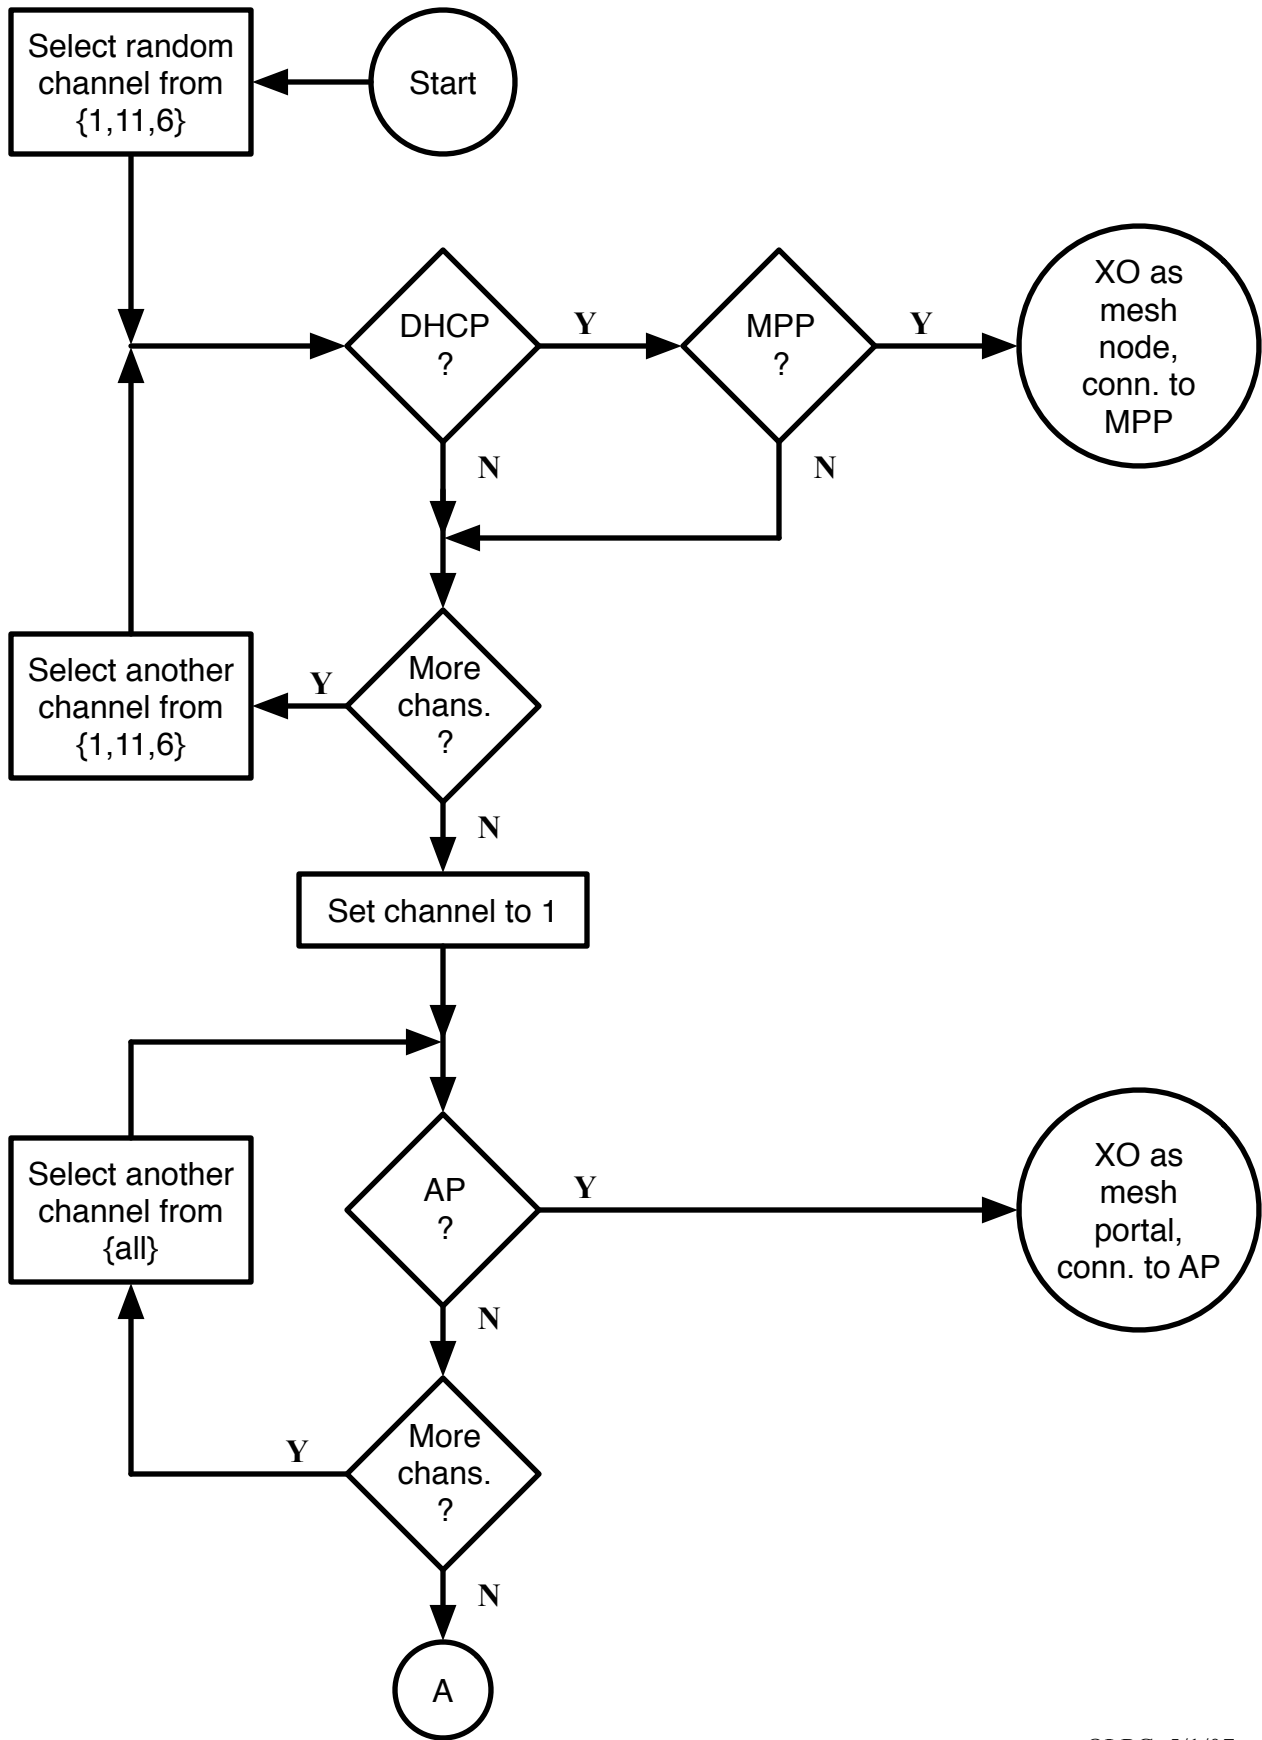 Select random
channel from
{1,11,6}
Start
DHCP
?
Y
MPP
?
Y
XO as
mesh
node,
conn. to
MPP
N
N
Select another
channel from
{1,11,6}
Y
More
chans.
?
N
Set channel to 1
Select another
channel from
{all}
AP
?
Y
XO as
mesh
portal,
conn. to AP
N
Y
More
chans.
?
N
A